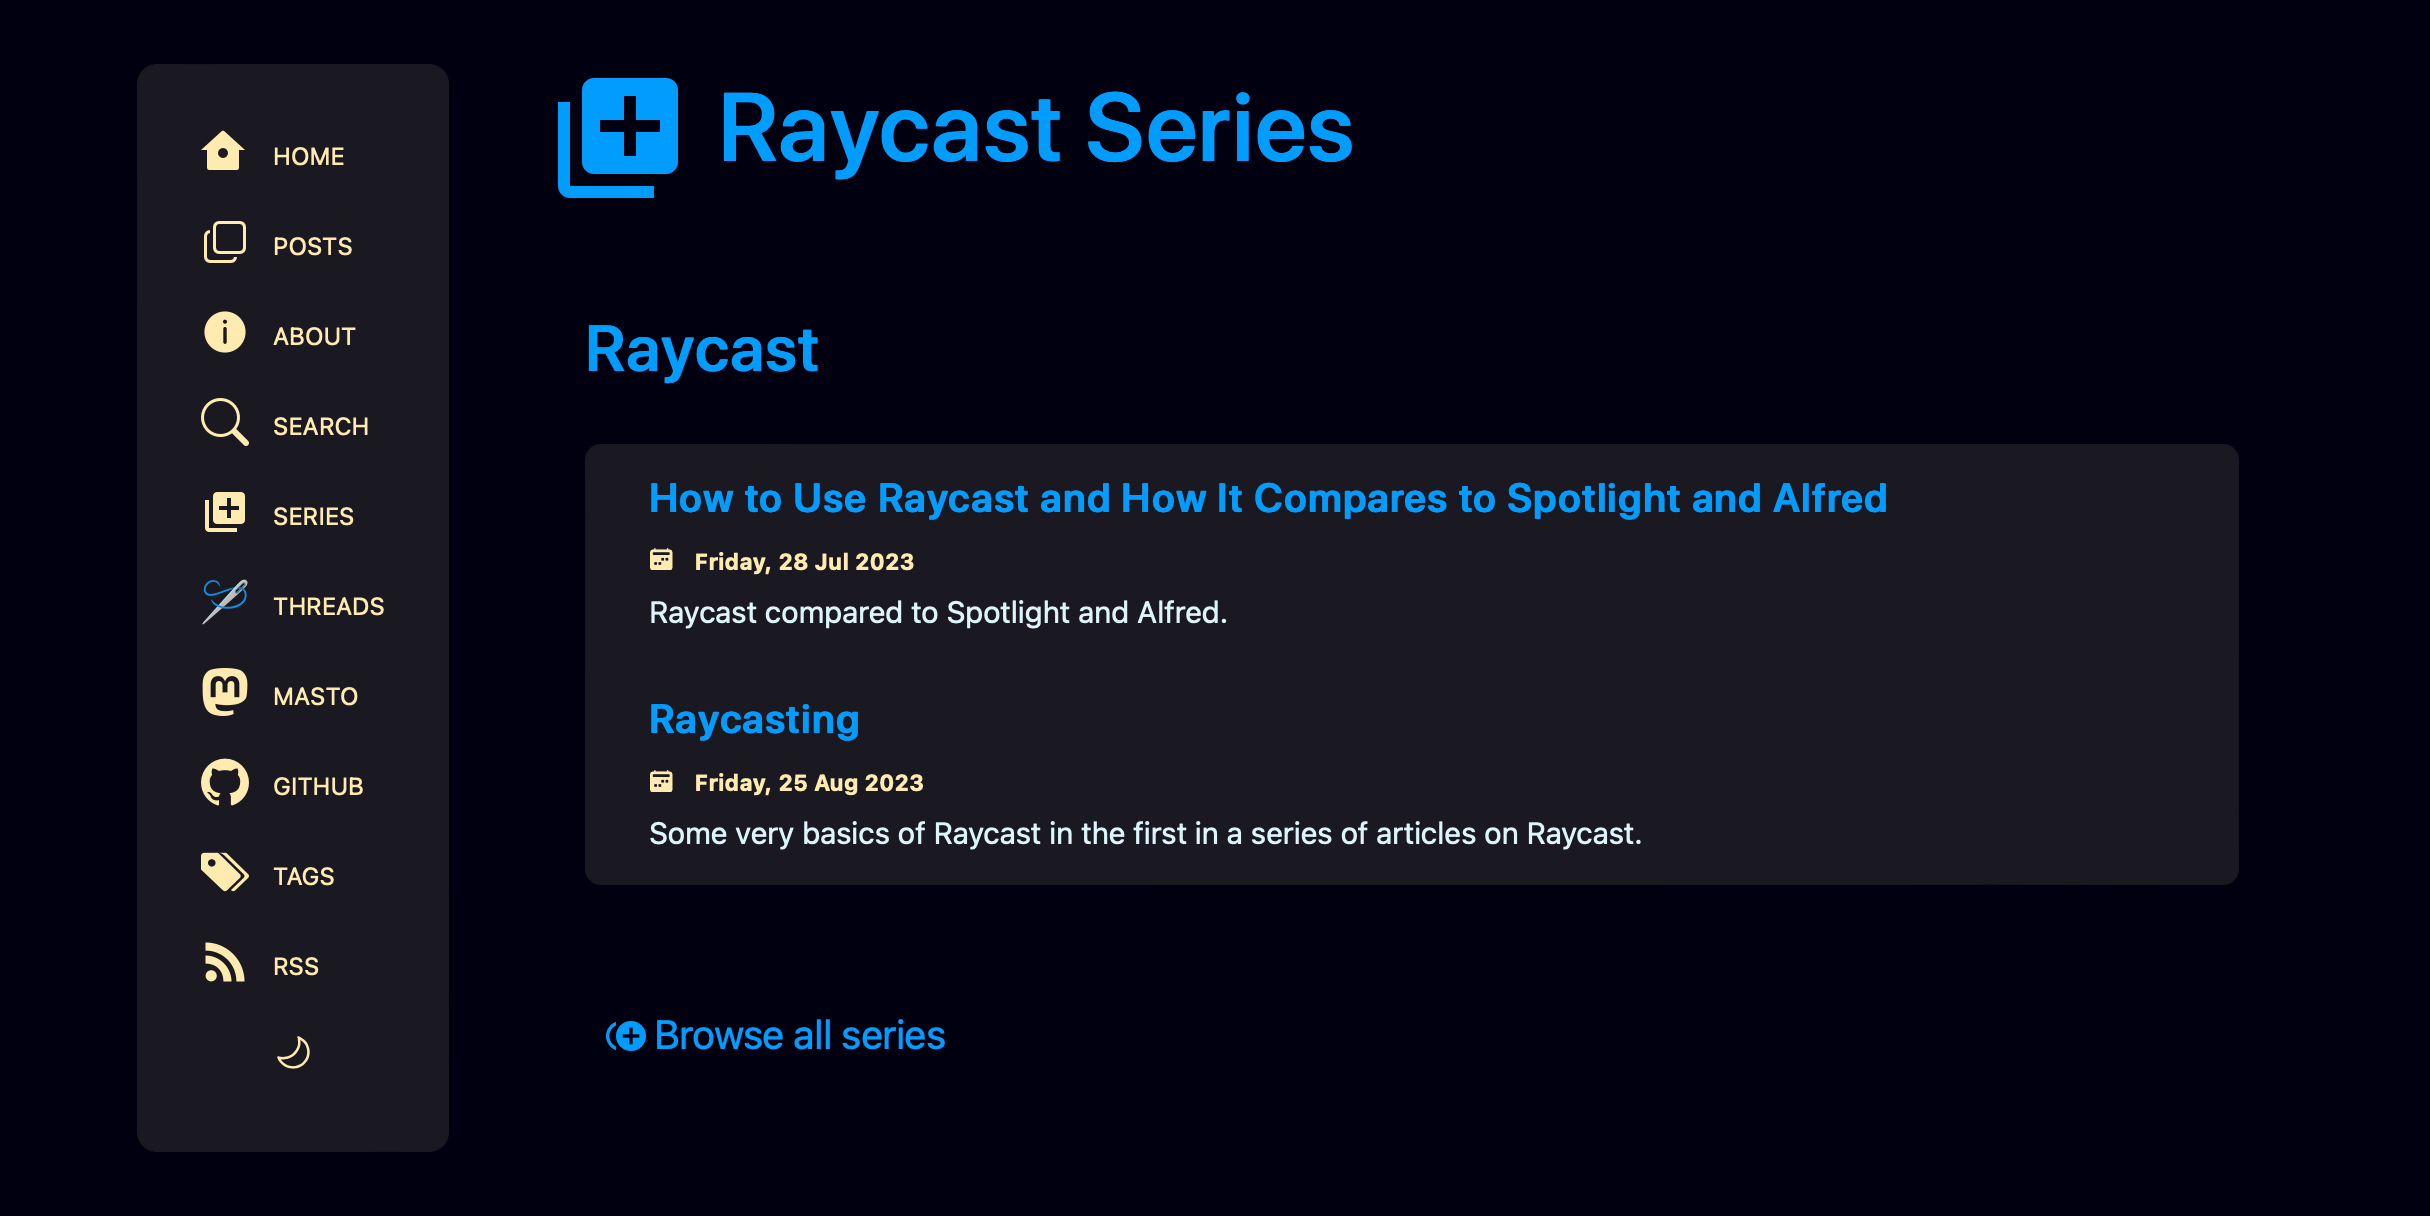 HOME
POSTS
ABOUT
SEARCH
SERIES
THREADS
MASTO
GITHUB
TAGS
RSS
Raycast Series
Raycast
How to Use Raycast and How It Compares to Spotlight and Alfred
Friday, 28 Jul 2023
Raycast compared to Spotlight and Alfred.
Raycasting
Friday, 25 Aug 2023
Some very basics of Raycast in the first in a series of articles on Raycast.
Browse all series